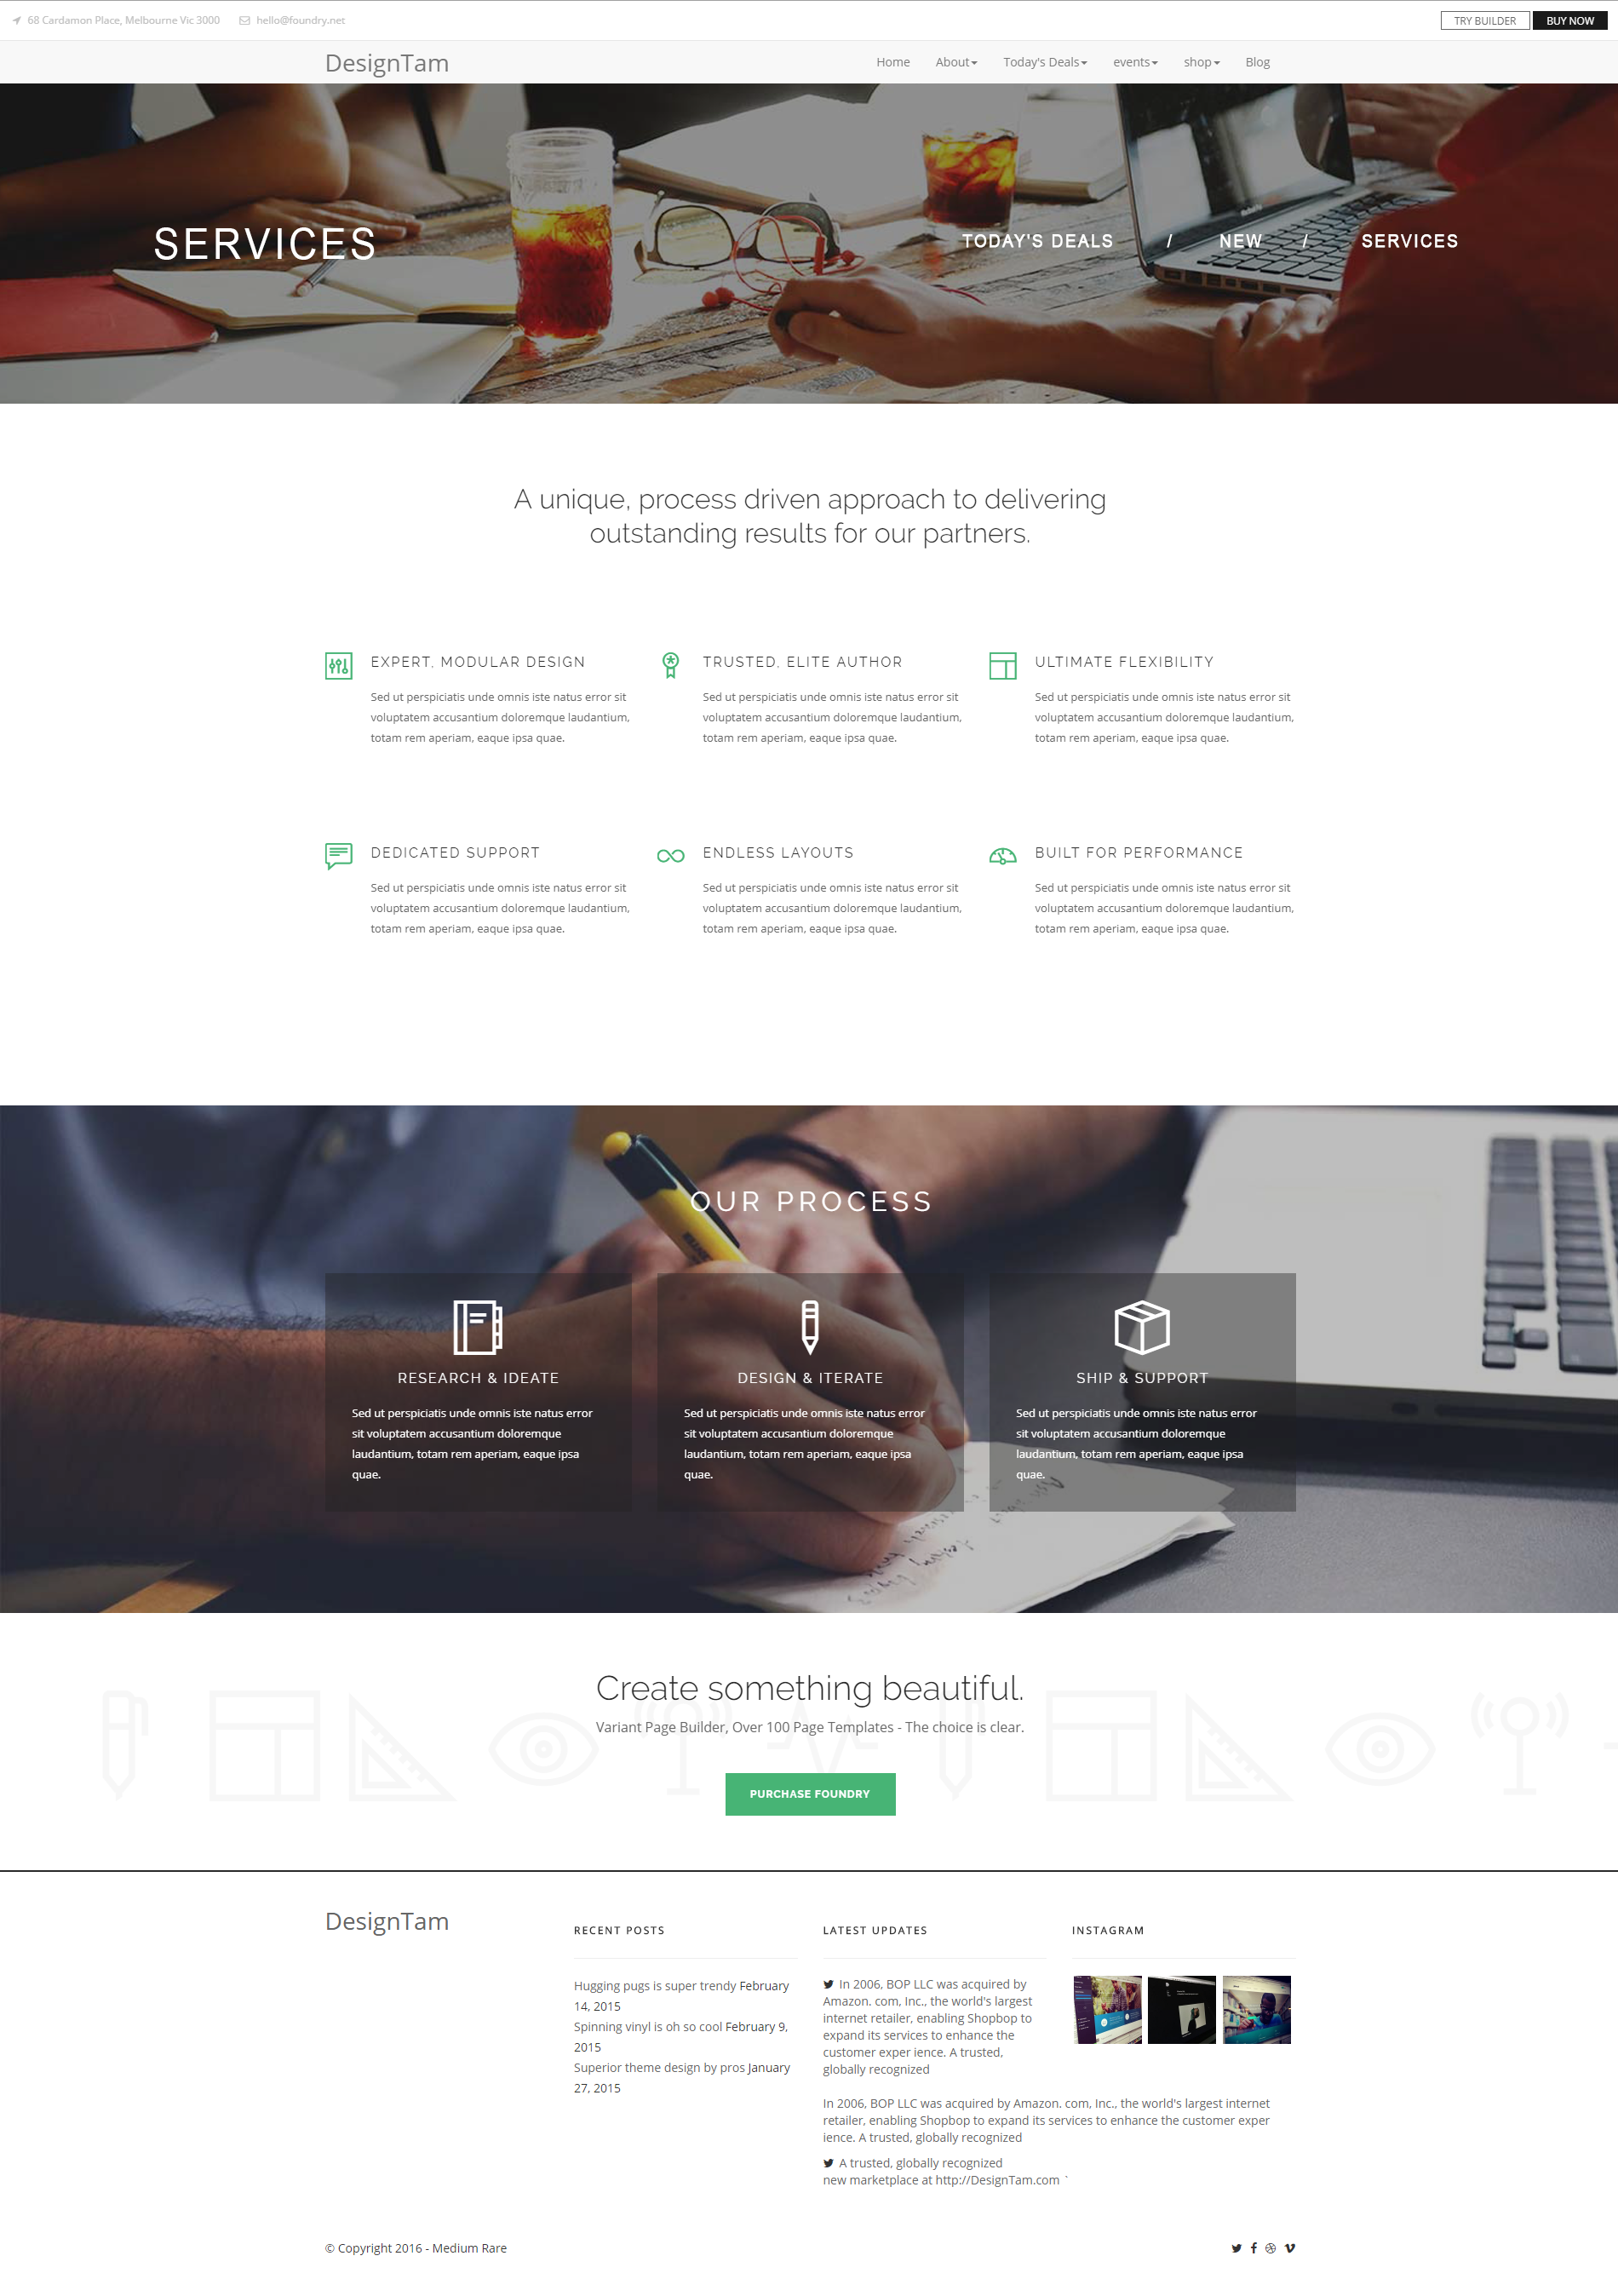 68 Cardamon Place, Melbourne Vic 3000 hello@foundry.net TRY BUILDER BUY NOW
DesignTam Home About Today's Deals events shop Blog
SERVICES TODAY'S DEALS / NEW / SERVICES
A unique, process driven approach to delivering
outstanding results for our partners.
EXPERT, MODULAR DESIGN
Sed ut perspiciatis unde omnis iste natus error sit
voluptatem accusantium doloremque laudantium,
totam rem aperiam, eaque ipsa quae.
TRUSTED, ELITE AUTHOR
Sed ut perspiciatis unde omnis iste natus error sit
voluptatem accusantium doloremque laudantium,
totam rem aperiam, eaque ipsa quae.
ULTIMATE FLEXIBILITY
Sed ut perspiciatis unde omnis iste natus error sit
voluptatem accusantium doloremque laudantium,
totam rem aperiam, eaque ipsa quae.
DEDICATED SUPPORT
Sed ut perspiciatis unde omnis iste natus error sit
voluptatem accusantium doloremque laudantium,
totam rem aperiam, eaque ipsa quae.
ENDLESS LAYOUTS
Sed ut perspiciatis unde omnis iste natus error sit
voluptatem accusantium doloremque laudantium,
totam rem aperiam, eaque ipsa quae.
BUILT FOR PERFORMANCE
Sed ut perspiciatis unde omnis iste natus error sit
voluptatem accusantium doloremque laudantium,
totam rem aperiam, eaque ipsa quae.
OUR PROCESS
RESEARCH & IDEATE
Sed ut perspiciatis unde omnis iste natus error
sit voluptatem accusantium doloremque
laudantium, totam rem aperiam, eaque ipsa
quae.
DESIGN & ITERATE
Sed ut perspiciatis unde omnis iste natus error
sit voluptatem accusantium doloremque
laudantium, totam rem aperiam, eaque ipsa
quae.
SHIP & SUPPORT
Sed ut perspiciatis unde omnis iste natus error
sit voluptatem accusantium doloremque
laudantium, totam rem aperiam, eaque ipsa
quae.
Create something beautiful.
Variant Page Builder, Over 100 Page Templates - The choice is clear.
PURCHASE FOUNDRY
DesignTam
RECENT POSTS
Hugging pugs is super trendy February
14, 2015
Spinning vinyl is oh so cool February 9,
2015
Superior theme design by pros January
27, 2015
LATEST UPDATES
In 2006, BOP LLC was acquired by
Amazon. com, Inc., the world's largest
internet retailer, enabling Shopbop to
expand its services to enhance the
customer exper ience. A trusted,
globally recognized
INSTAGRAM
In 2006, BOP LLC was acquired by Amazon. com, Inc., the world's largest internet
retailer, enabling Shopbop to expand its services to enhance the customer exper
ience. A trusted, globally recognized
A trusted, globally recognized
new marketplace at http://DesignTam.com `
© Copyright 2016 - Medium Rare